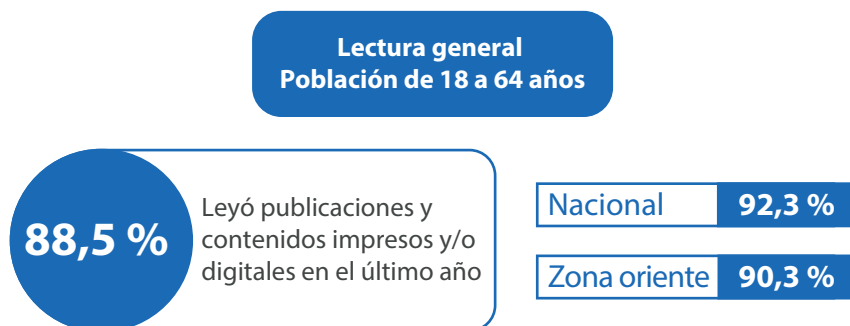 Lectura general
Población de 18 a 64 años
88,5 %
Leyó publicaciones y
contenidos impresos y/o
digitales en el último año
Nacional 92,3 %
Zona oriente 90,3 %